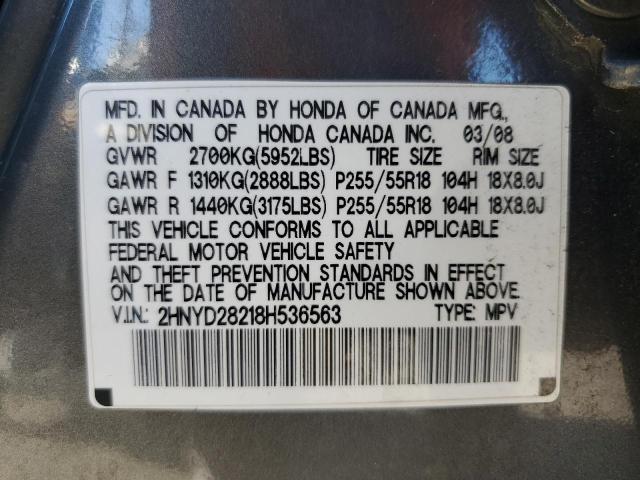 MFD. IN CANADA BY HONDA OF CANADA MFG.,
A DIVISION OF HONDA CANADA INC. 03/08
GVWR 2700KG(5952LBS) TIRE SIZE RIM SIZE
GAWR F 1310KG(2888LBS) P255/55R18 104H 18X8.0J
GAWR R 1440KG(3175LBS) P255/55R18 104H 18X8.0J
THIS VEHICLE CONFORMS TO ALL APPLICABLE
FEDERAL MOTOR VEHICLE SAFETY
AND THEFT PREVENTION STANDARDS IN EFFECT
ON THE DATE OF MANUFACTURE SHOWN ABOVE.
V.I.N.: 2HNYD28218H536563 TYPE: MPV